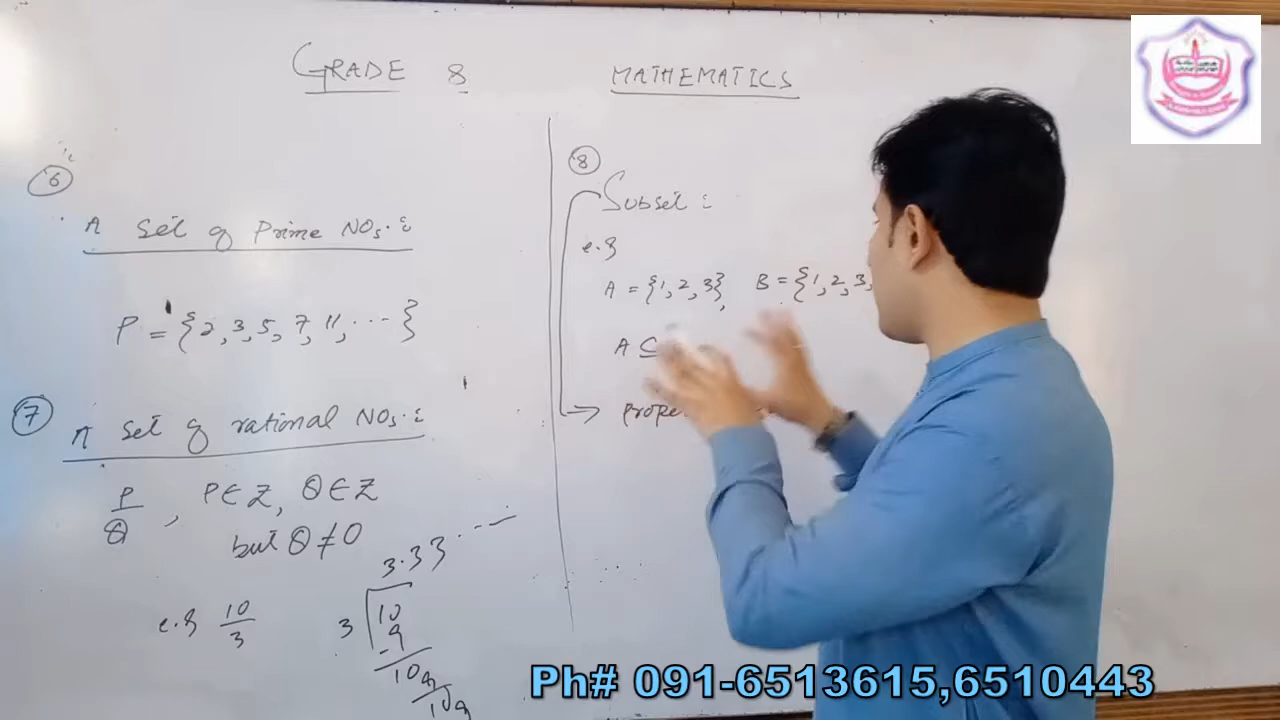 GRADE 8 MATHEMATICS
6
A Set of Prime NOs.:
P = {2, 3, 5, 7, 11, ... }
7
A Set of rational NOs.:
P/Q , P ∈ Z, Q ∈ Z
but Q ≠ 0
e.g 10/3
3.33...
3 10
-9
10
9
10
9
8
Subset :
e.g
A = {1, 2, 3}, B = {1, 2, 3,
A ⊆
→
Ph# 091-6513615,6510443